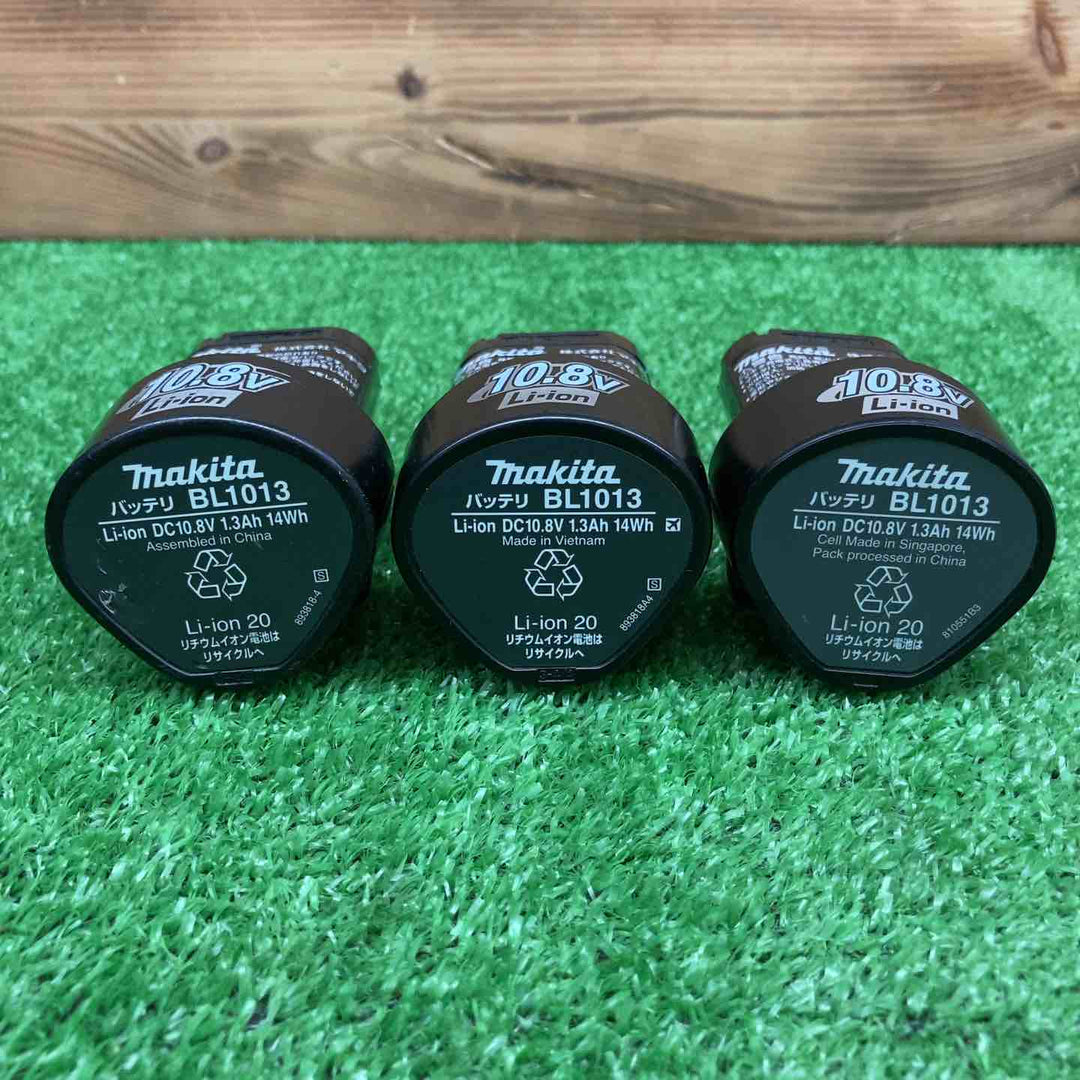 10.8V
Li-ion
makita
バッテリ BL1013
Li-ion DC10.8V 1.3Ah 14Wh
Assembled in China
S
893818-4
Li-ion 20
リチウムイオン電池は
リサイクルへ
makita
10.8V
Li-ion
makita
バッテリ BL1013
Li-ion DC10.8V 1.3Ah 14Wh
Made in Vietnam
S
893818A4
Li-ion 20
リチウムイオン電池は
リサイクルへ
makita
10.8V
Li-ion
makita
バッテリ BL1013
Li-ion DC10.8V 1.3Ah 14Wh
Cell Made in Singapore,
Pack processed in China
810551B3
Li-ion 20
リチウムイオン電池は
リサイクルへ